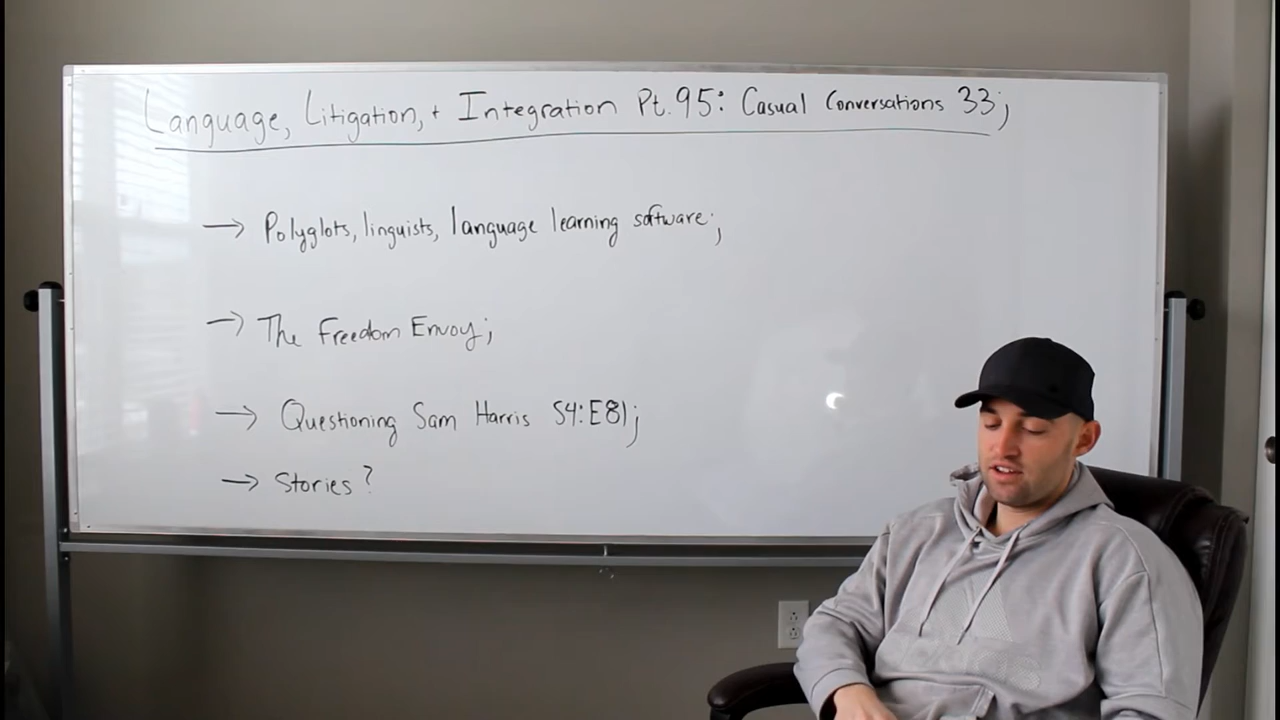 Language, Litigation, + Integration Pt. 95: Casual Conversations 33;
→ Polyglots, linguists, language learning software;
→ The Freedom Envoy;
→ Questioning Sam Harris S4:E81;
→ Stories?